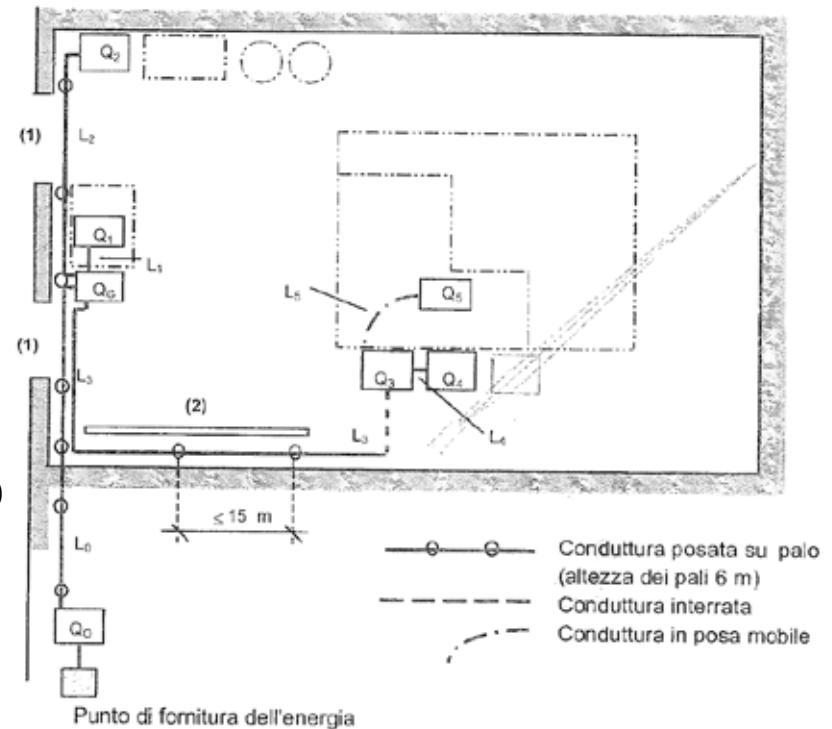 Q2
(1)
L2
Q1
L1
QG
L5
Q5
(1)
L3
Q3
Q4
(2)
L3
L4
)
≤ 15 m
L0
Conduttura posata su palo
(altezza dei pali 6 m)
Conduttura interrata
Conduttura in posa mobile
Q0
Punto di fornitura dell'energia